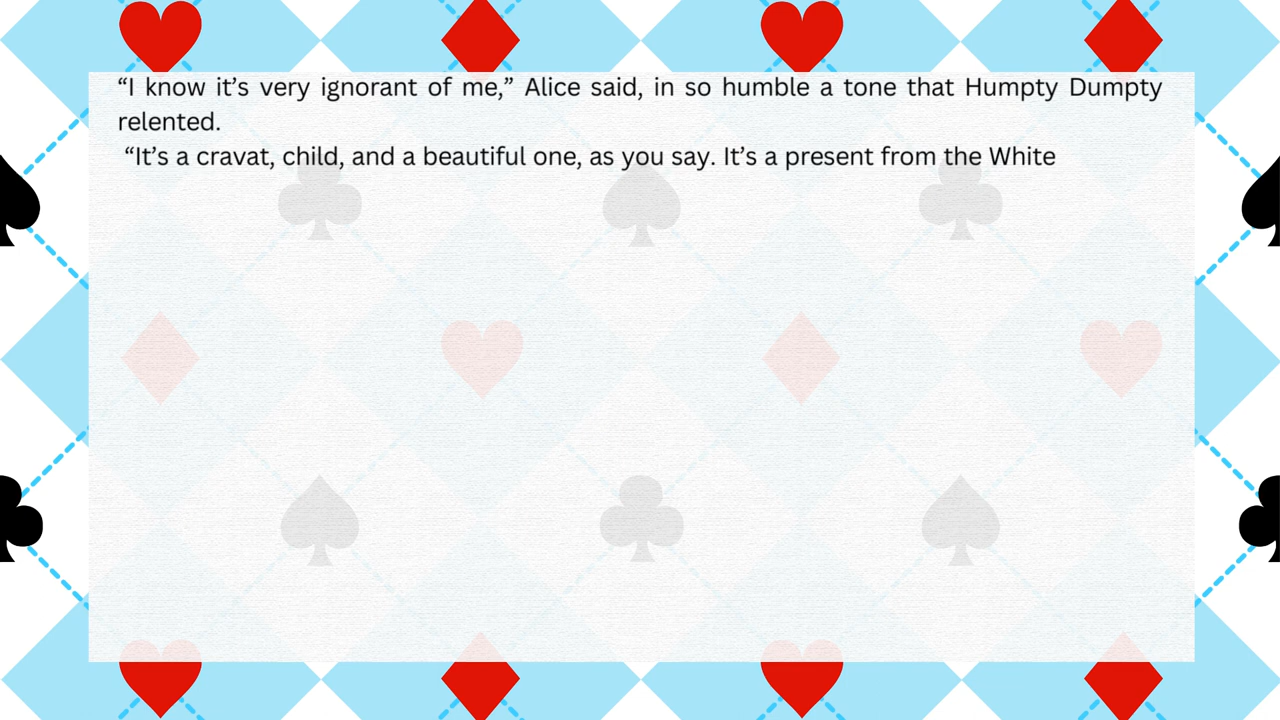 “I know it’s very ignorant of me,” Alice said, in so humble a tone that Humpty Dumpty
relented.
“It’s a cravat, child, and a beautiful one, as you say. It’s a present from the White